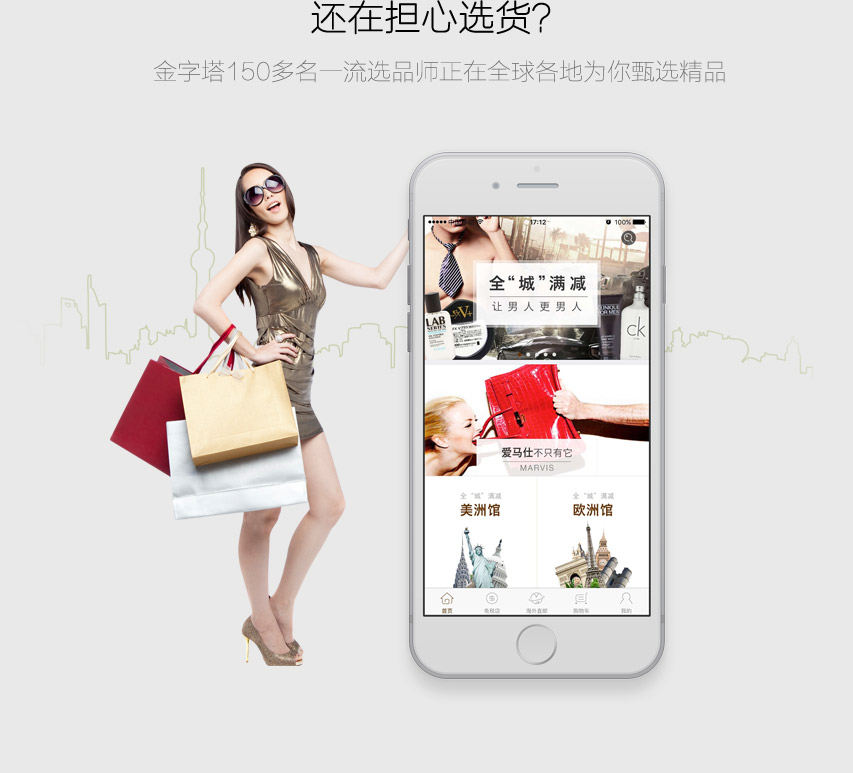 还在担心选货?
金字塔150多名一流选品师正在全球各地为你甄选精品
17:12
100%
全“城”满减
让男人更男人
LAB
SERIES
V+
CLINIQUE
FOR MEN
ck
爱马仕不只有它
MARVIS
全“城”满减
全“城”满减
美洲馆
欧洲馆
首页
免税店
海外直邮
购物车
我的